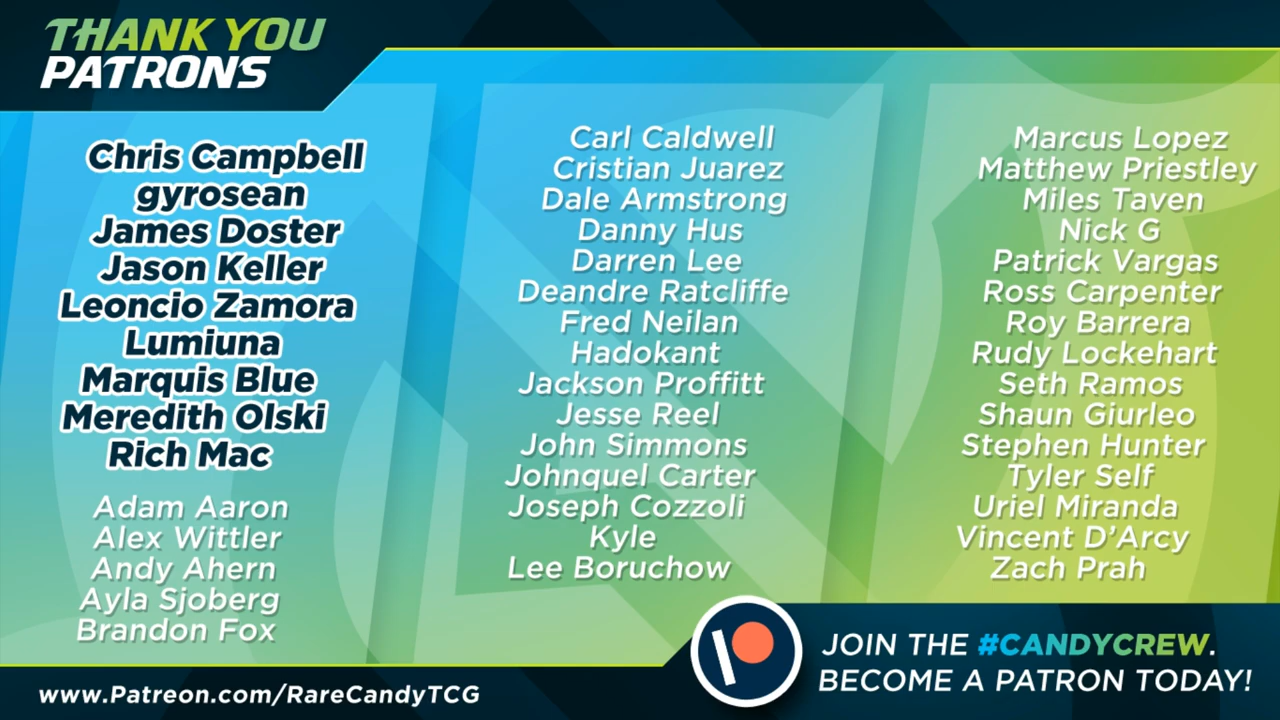 THANK YOU
PATRONS
Chris Campbell
gyrosean
James Doster
Jason Keller
Leoncio Zamora
Lumiuna
Marquis Blue
Meredith Olski
Rich Mac
Adam Aaron
Alex Wittler
Andy Ahern
Ayla Sjoberg
Brandon Fox
Carl Caldwell
Cristian Juarez
Dale Armstrong
Danny Hus
Darren Lee
Deandre Ratcliffe
Fred Neilan
Hadokant
Jackson Proffitt
Jesse Reel
John Simmons
Johnquel Carter
Joseph Cozzoli
Kyle
Lee Boruchow
Marcus Lopez
Matthew Priestley
Miles Taven
Nick G
Patrick Vargas
Ross Carpenter
Roy Barrera
Rudy Lockehart
Seth Ramos
Shaun Giurleo
Stephen Hunter
Tyler Self
Uriel Miranda
Vincent D’Arcy
Zach Prah
www.Patreon.com/RareCandyTCG
JOIN THE #CANDYCREW.
BECOME A PATRON TODAY!